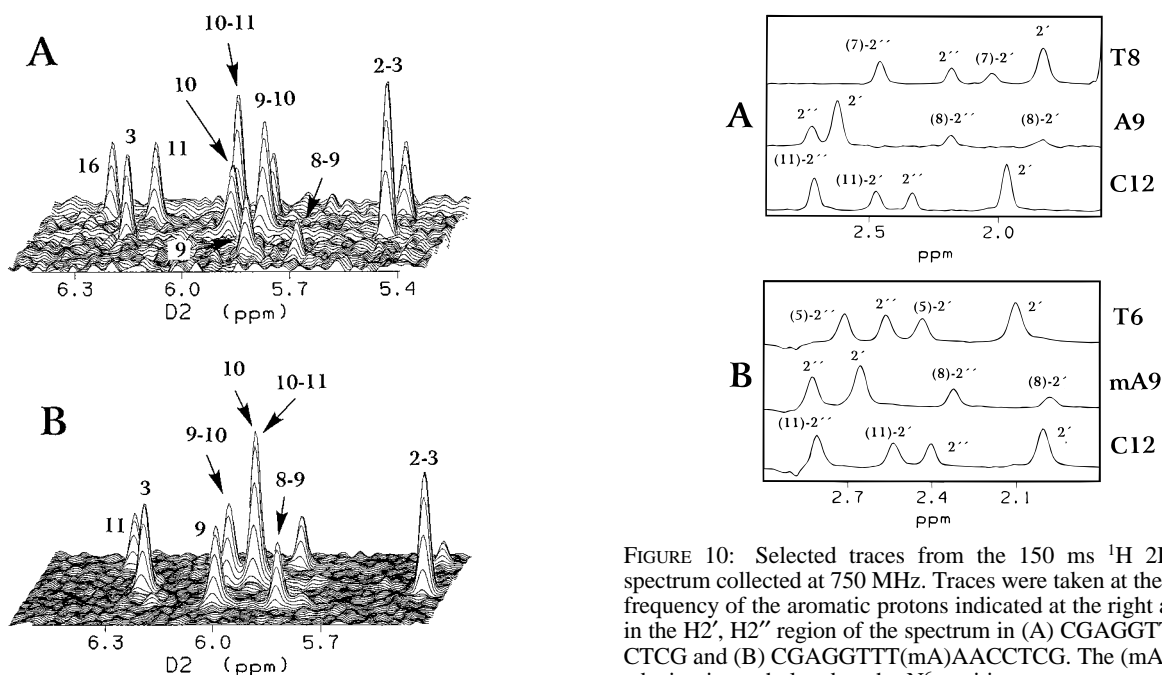 A
10-11
10
2-3
9-10
3
11
16
8-9
9
6.3 6.0 5.7 5.4
D2 (ppm)
B
10
10-11
9-10
2-3
8-9
3
11
9
6.3 6.0 5.7
D2 (ppm)
A
(7)-2´´ 2´´ (7)-2´ 2´ T8
2´´ 2´ (8)-2´´ (8)-2´ A9
(11)-2´´ (11)-2´ 2´´ 2´ C12
2.5 2.0
ppm
B
(5)-2´´ 2´´ (5)-2´ 2´ T6
2´´ 2´ (8)-2´´ (8)-2´ mA9
(11)-2´´ (11)-2´ 2´´ 2´ C12
2.7 2.4 2.1
ppm
FIGURE 10: Selected traces from the 150 ms ¹H 2
spectrum collected at 750 MHz. Traces were taken at the
frequency of the aromatic protons indicated at the right
in the H2′, H2″ region of the spectrum in (A) CGAGGT
CTCG and (B) CGAGGTTT(mA)AACCTCG. The (mA